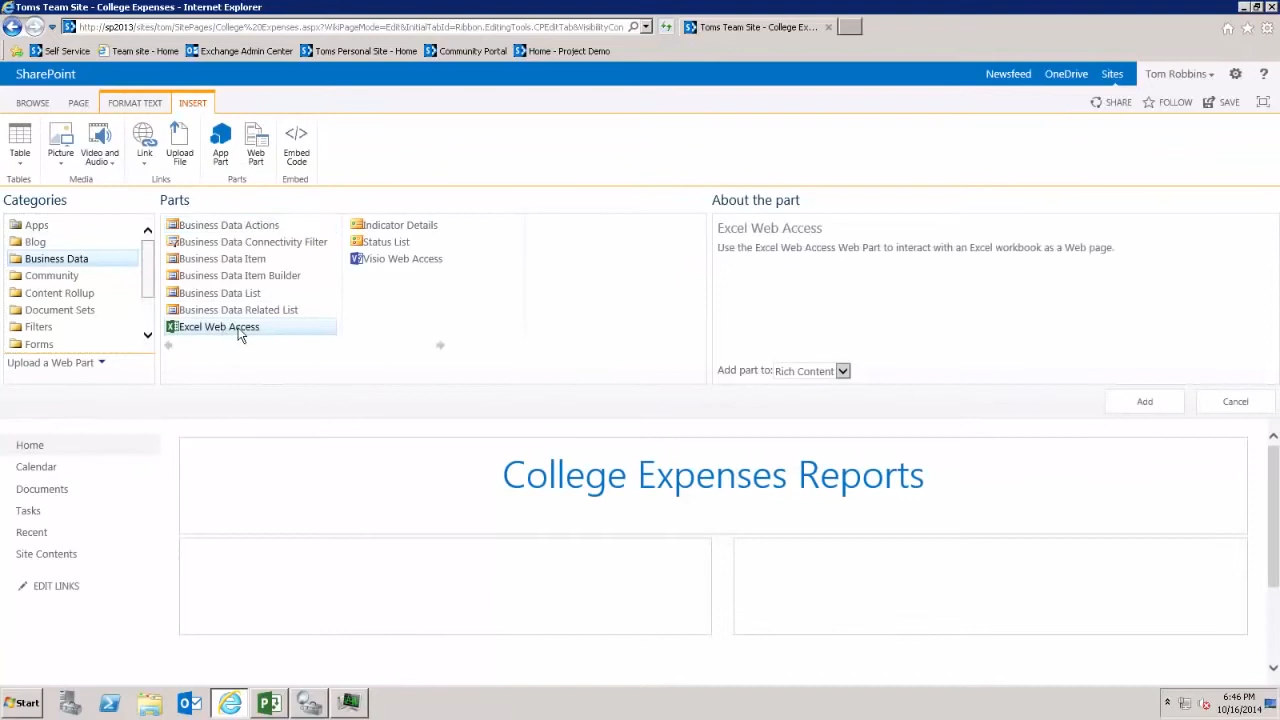 Toms Team Site - College Expenses - Internet Explorer
http://sp2013/sites/tom/SitePages/College%20Expenses.aspx?WikiPageMode=Edit&InitialTabId=Ribbon.EditingTools.CPEditTab&VisibilityCon
Toms Team Site - College Ex...
Self Service
Team site - Home
Exchange Admin Center
Toms Personal Site - Home
Community Portal
Home - Project Demo
SharePoint
Newsfeed
OneDrive
Sites
Tom Robbins
?
BROWSE
PAGE
FORMAT TEXT
INSERT
SHARE
FOLLOW
SAVE
Table
Picture
Video and Audio
Link
Upload File
App Part
Web Part
Embed Code
Tables
Media
Links
Parts
Embed
Categories
Parts
About the part
Apps
Blog
Business Data
Community
Content Rollup
Document Sets
Filters
Forms
Upload a Web Part
Business Data Actions
Business Data Connectivity Filter
Business Data Item
Business Data Item Builder
Business Data List
Business Data Related List
Excel Web Access
Indicator Details
Status List
Visio Web Access
Excel Web Access
Use the Excel Web Access Web Part to interact with an Excel workbook as a Web page.
Add part to: Rich Content
Add
Cancel
Home
Calendar
Documents
Tasks
Recent
Site Contents
EDIT LINKS
College Expenses Reports
Start
6:46 PM
10/16/2014